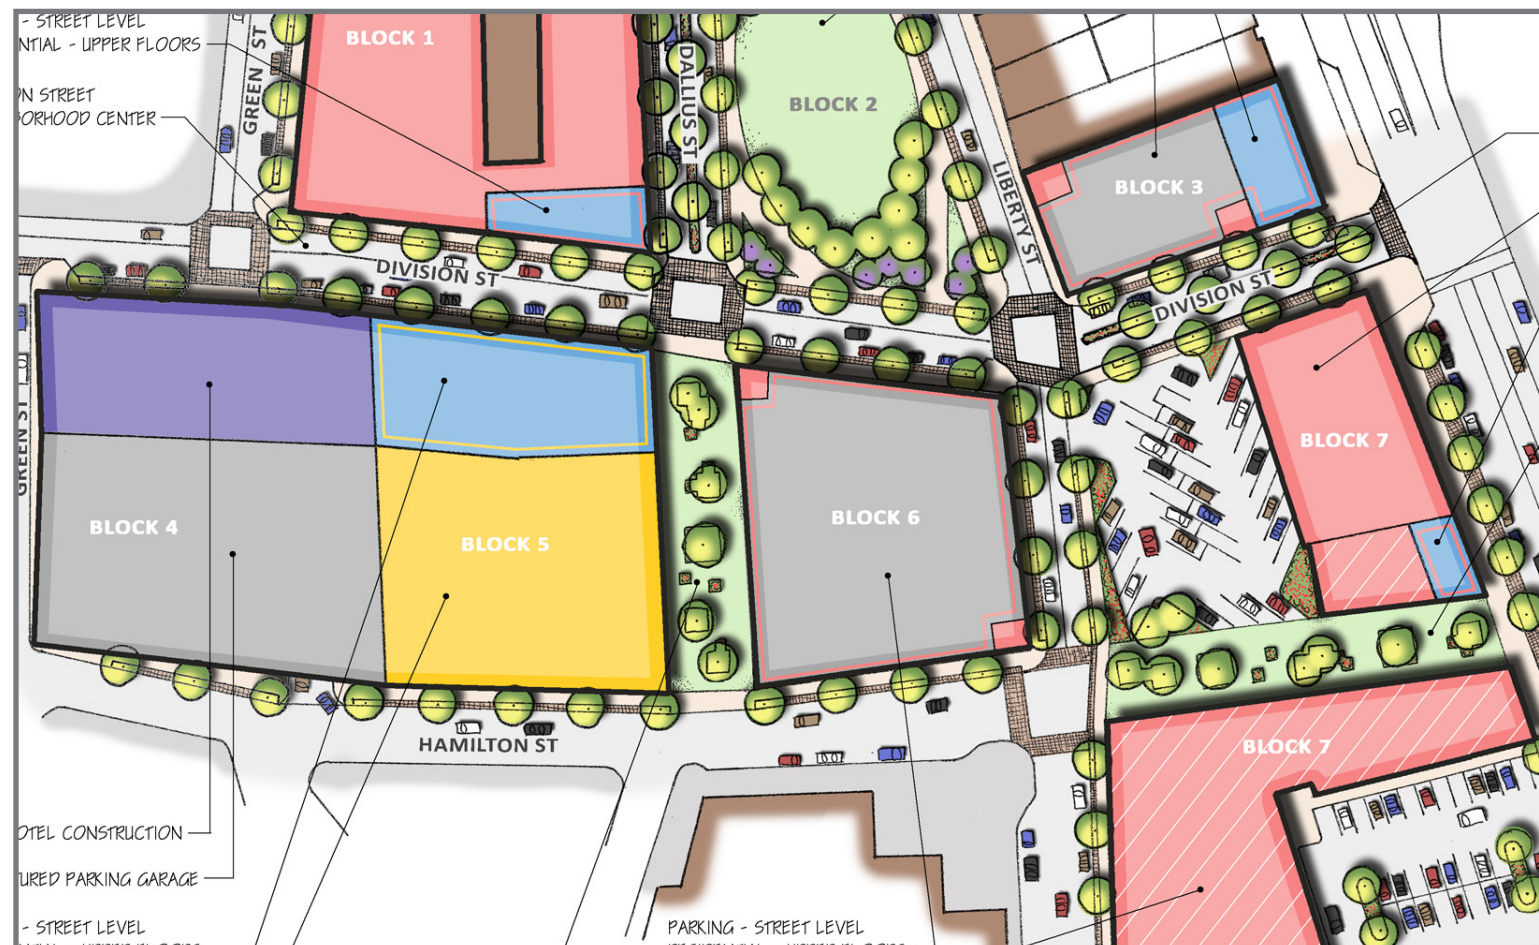 - STREET LEVEL
NTIAL - UPPER FLOORS
N STREET
ORHOOD CENTER
GREEN ST
BLOCK 1
DALLIUS ST
BLOCK 2
LIBERTY ST
BLOCK 3
DIVISION ST
DIVISION ST
GREEN ST
BLOCK 4
BLOCK 5
BLOCK 6
BLOCK 7
HAMILTON ST
BLOCK 7
OTEL CONSTRUCTION
URED PARKING GARAGE
- STREET LEVEL
PARKING - STREET LEVEL